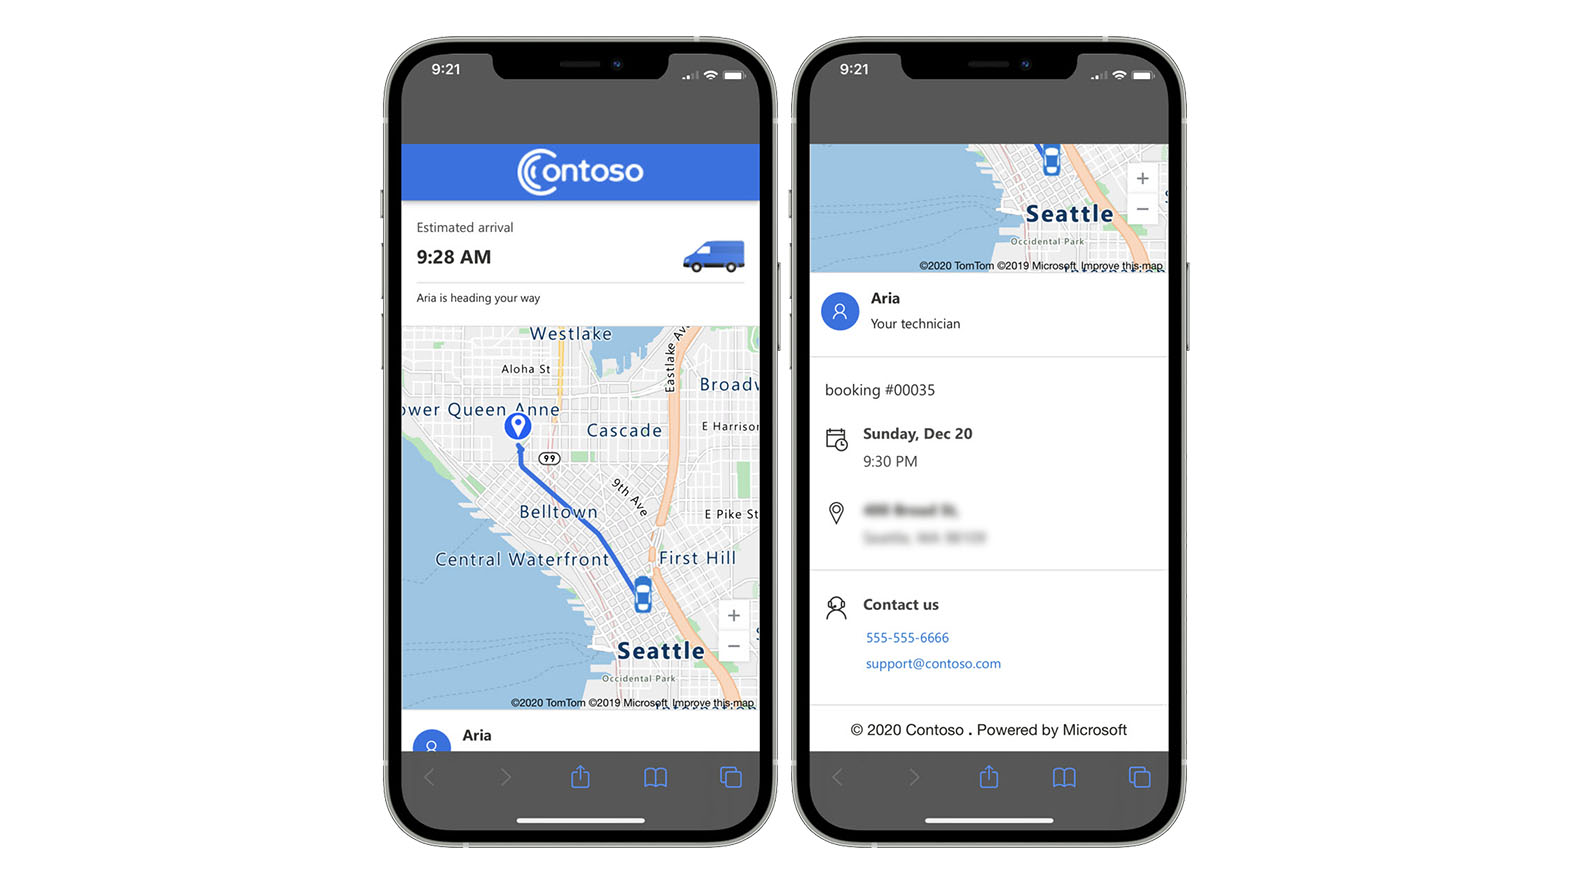 9:21
Contoso
Estimated arrival
9:28 AM
Aria is heading your way
Westlake
Eastlake Av
Aloha St
Broadw
ower Queen Anne
Cascade
E Harrison
99
9th Ave
Belltown
E Pike St
Central Waterfront
First Hill
+
−
Seattle
Occidental Park
©2020 TomTom ©2019 Microsoft Improve this map
Internation
Aria
9:21
+
−
Seattle
Occidental Park
©2020 TomTom ©2019 Microsoft Improve this map
Aria
Your technician
booking #00035
Sunday, Dec 20
9:30 PM
Contact us
555-555-6666
support@contoso.com
© 2020 Contoso . Powered by Microsoft